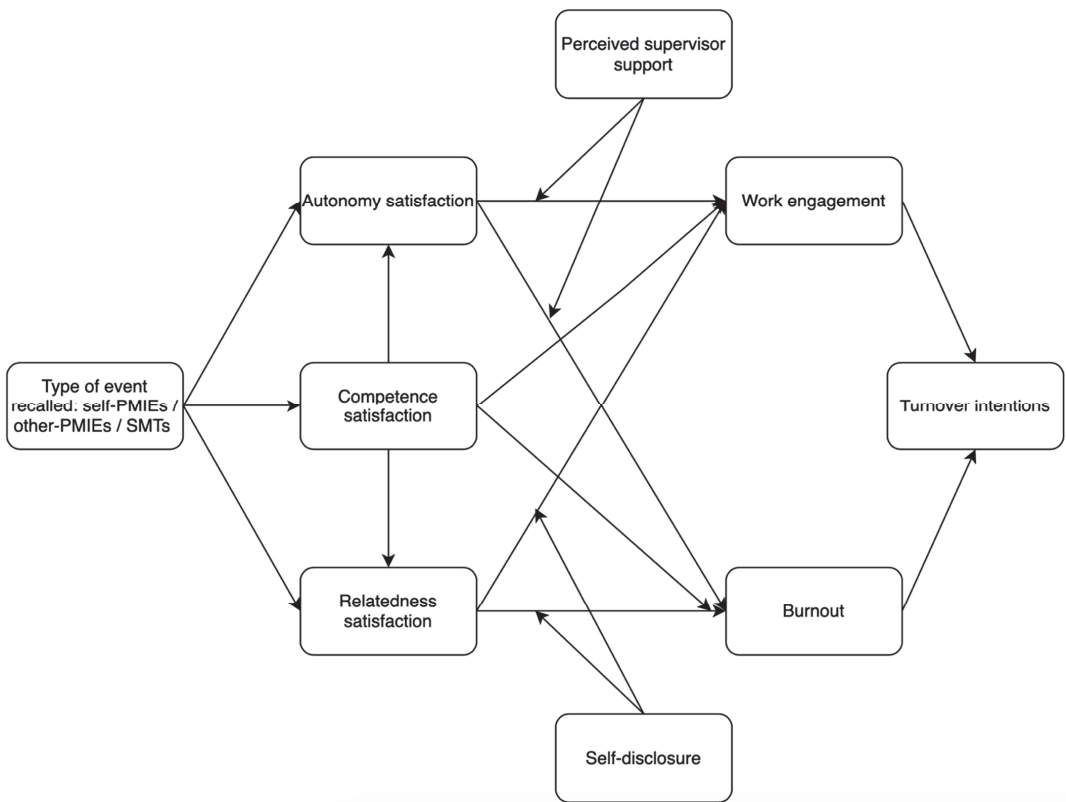 Perceived supervisor
support
Autonomy satisfaction
Work engagement
Type of event
recalled: self-PMIEs /
other-PMIEs / SMTs
Competence
satisfaction
Turnover intentions
Relatedness
satisfaction
Burnout
Self-disclosure